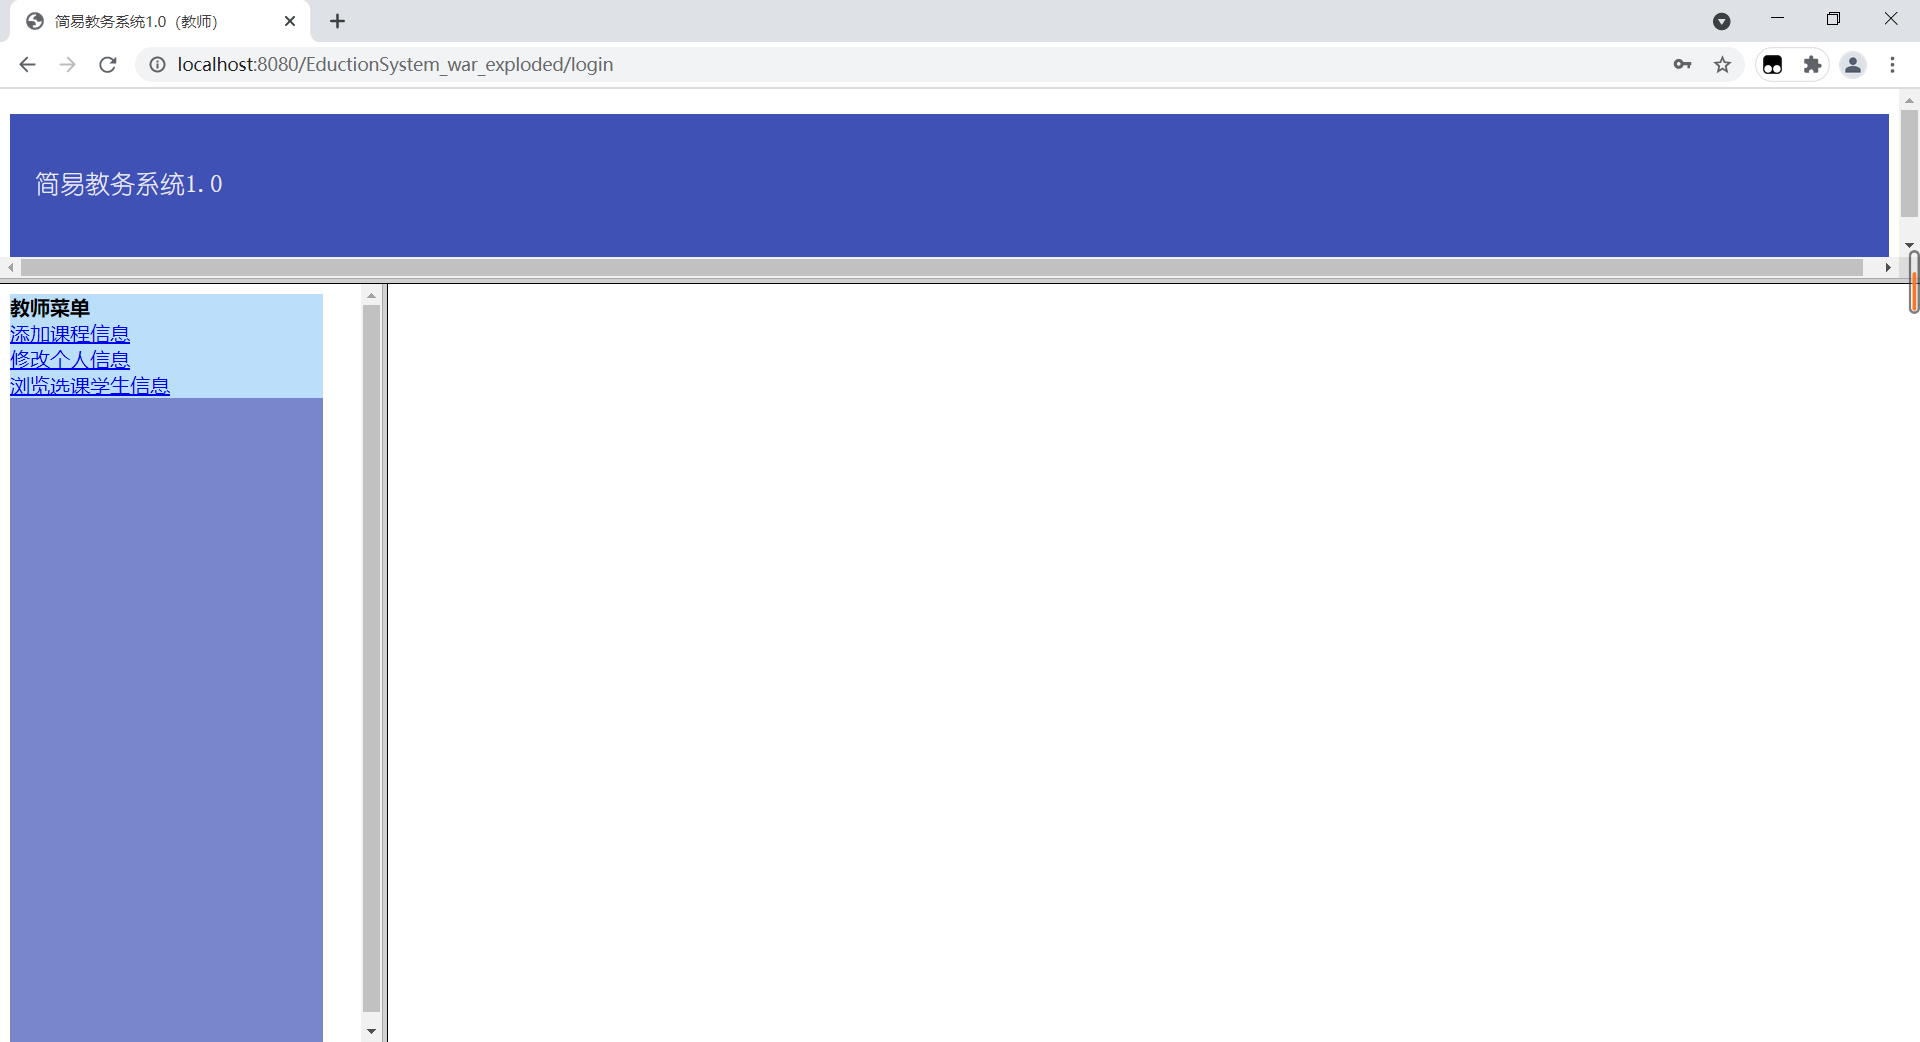 简易教务系统1.0（教师）
localhost:8080/EductionSystem_war_exploded/login
简易教务系统1.0
教师菜单
添加课程信息
修改个人信息
浏览选课学生信息